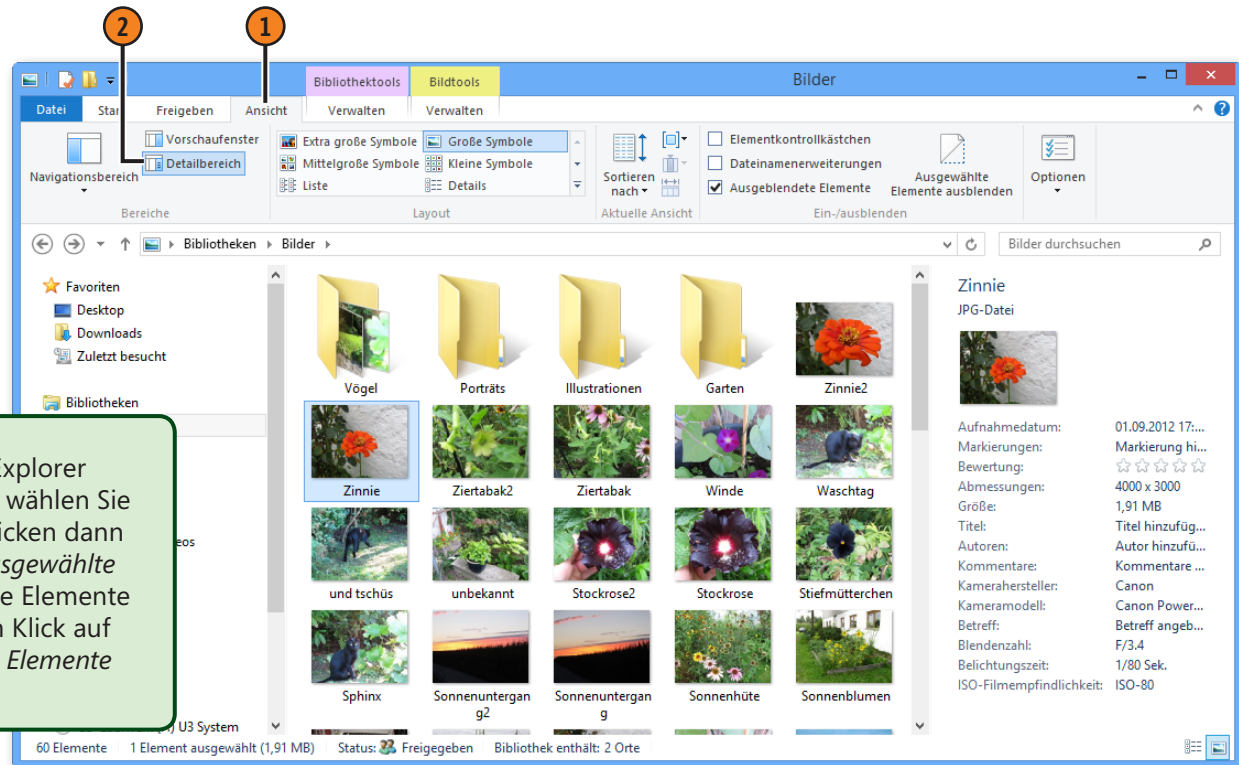 2 1
Bibliothektools Bildtools Bilder
Datei Star Freigeben Ansicht Verwalten Verwalten
Navigationsbereich
Vorschaufenster
Detailbereich
Bereiche
Extra große Symbole Große Symbole
Mittelgroße Symbole Kleine Symbole
Liste Details
Layout
Sortieren
nach
Aktuelle Ansicht
Elementkontrollkästchen
Dateinamenerweiterungen
Ausgeblendete Elemente
Ausgewählte
Elemente ausblenden
Ein-/ausblenden
Optionen
Bibliotheken Bilder
Bilder durchsuchen
Favoriten
Desktop
Downloads
Zuletzt besucht
Bibliotheken
Explorer
wählen Sie
icken dann
sgewählte
e Elemente
n Klick auf
Elemente
eos
U3 System
Vögel Porträts Illustrationen Garten Zinnie2
Zinnie Ziertabak2 Ziertabak Winde Waschtag
und tschüs unbekannt Stockrose2 Stockrose Stiefmütterchen
Sphinx Sonnenuntergan Sonnenuntergan Sonnenhüte Sonnenblumen
g2 g
Zinnie
JPG-Datei
Aufnahmedatum: 01.09.2012 17:...
Markierungen: Markierung hi...
Bewertung:
Abmessungen: 4000 x 3000
Größe: 1,91 MB
Titel: Titel hinzufüg...
Autoren: Autor hinzufü...
Kommentare: Kommentare ...
Kamerahersteller: Canon
Kameramodell: Canon Power...
Betreff: Betreff angeb...
Blendenzahl: F/3.4
Belichtungszeit: 1/80 Sek.
ISO-Filmempfindlichkeit: ISO-80
60 Elemente 1 Element ausgewählt (1,91 MB) Status: Freigegeben Bibliothek enthält: 2 Orte